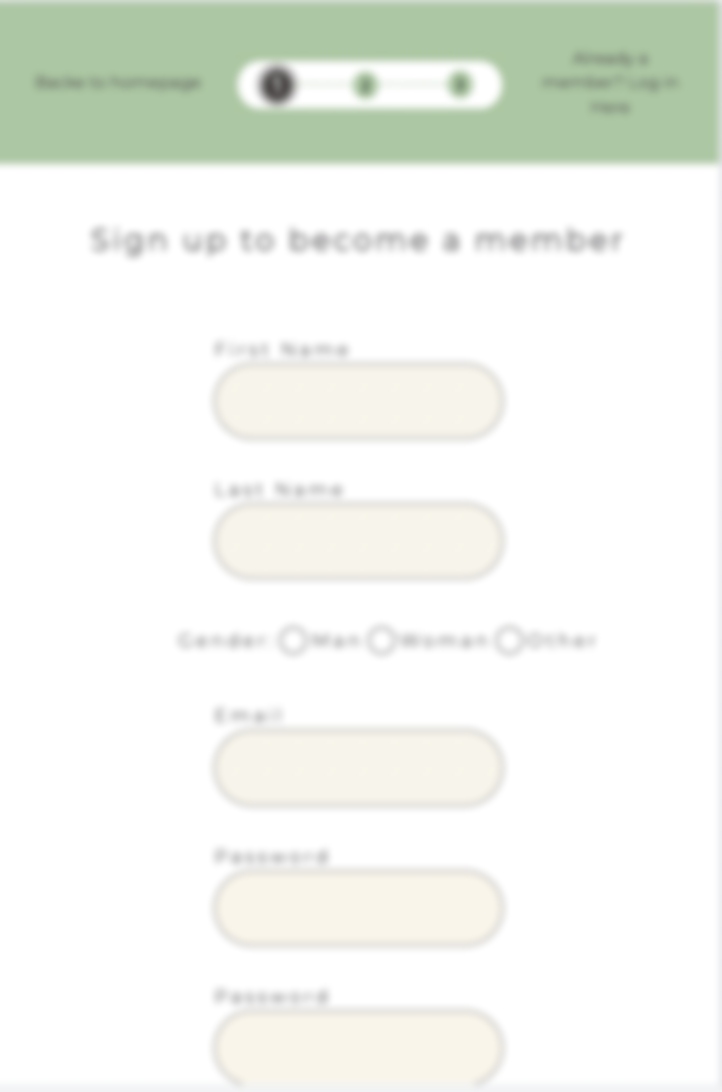 Backe to homepage
1
2
3
Already a
member? Log in
here
Sign up to become a member
First Name
Last Name
Gender: Man Woman Other
Email
Password
Password